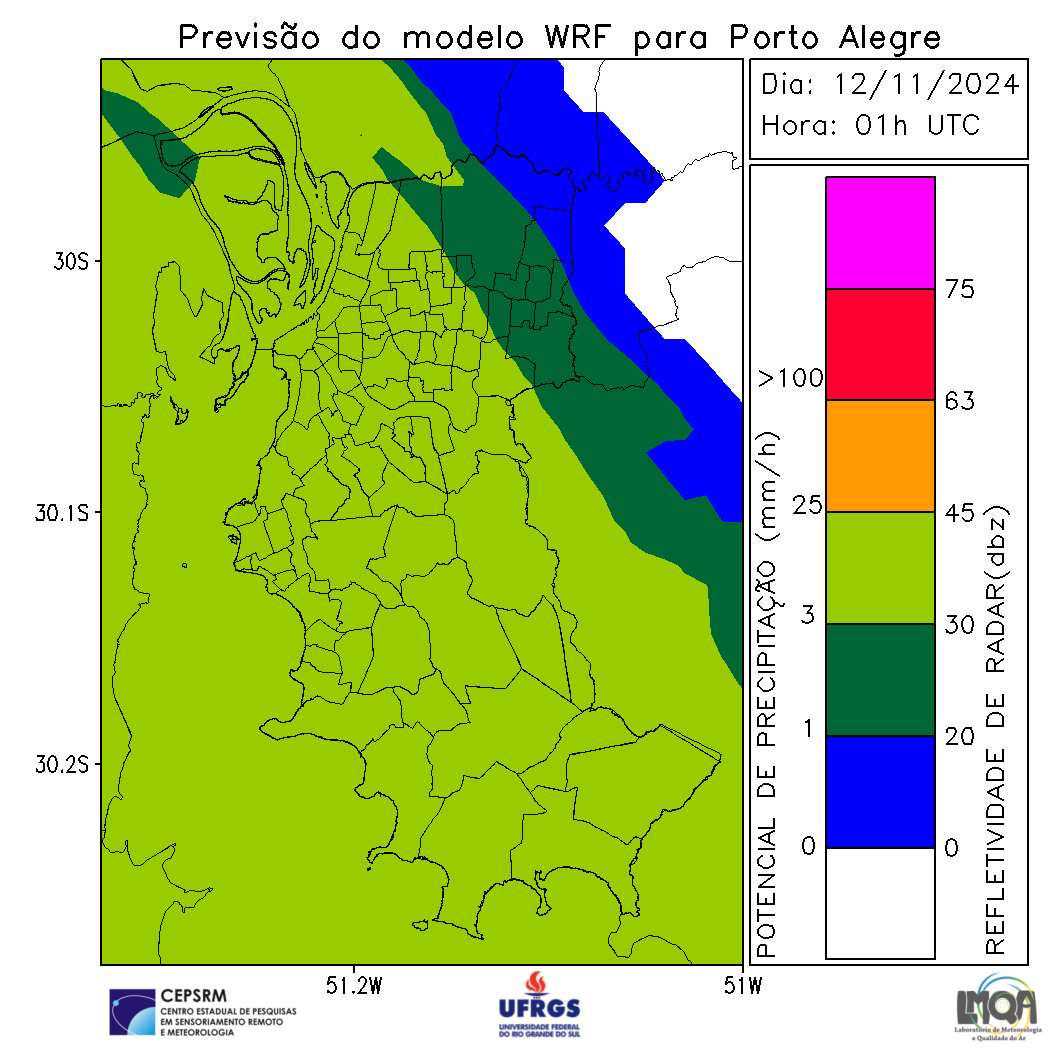 Previsão do modelo WRF para Porto Alegre
Dia: 12/11/2024
Hora: 01h UTC
30S
30.1S
30.2S
51.2W
51W
POTENCIAL DE PRECIPITAÇÃO (mm/h)
>100
25
3
1
0
75
63
45
30
20
0
REFLETIVIDADE DE RADAR(dbz)
CEPSRM
CENTRO ESTADUAL DE PESQUISAS
EM SENSORIAMENTO REMOTO
E METEOROLOGIA
UFRGS
UNIVERSIDADE FEDERAL
DO RIO GRANDE DO SUL
LMQA
Laboratório de Meteorologia
e Qualidade do Ar